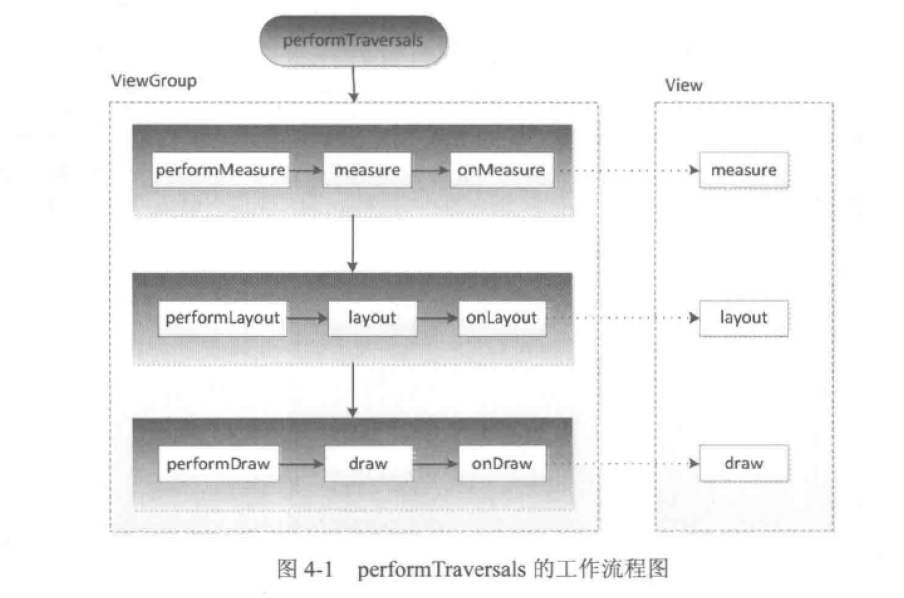 performTraversals
ViewGroup
View
performMeasure
measure
onMeasure
measure
performLayout
layout
onLayout
layout
performDraw
draw
onDraw
draw
图 4-1 performTraversals 的工作流程图